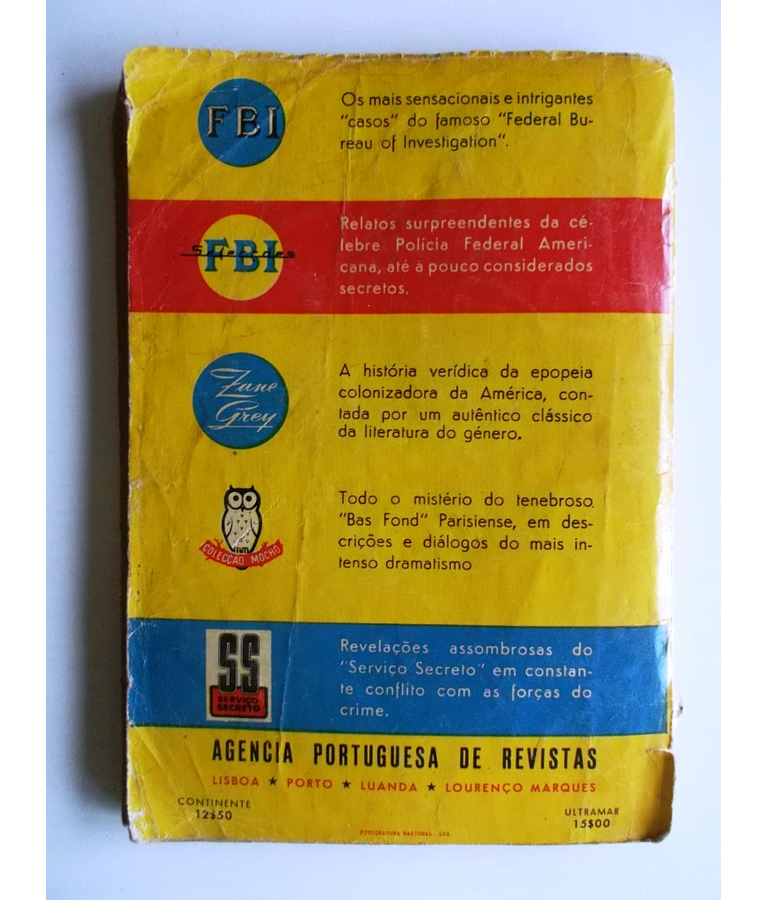 FBI
Os mais sensacionais e intrigantes
"casos" do famoso "Federal Bu-
reau of Investigation".
Selecções
FBI
Relatos surpreendentes da cé-
lebre Polícia Federal Ameri-
cana, até à pouco considerados
secretos.
Zane
Grey
A história verídica da epopeia
colonizadora da América, con-
tada por um autêntico clássico
da literatura do género.
COLECÇÃO MOCHO
Todo o mistério do tenebroso
"Bas Fond" Parisiense, em des-
crições e diálogos do mais in-
tenso dramatismo
S.S
SERVIÇO
SECRETO
Revelações assombrosas do
"Serviço Secreto" em constan-
te conflito com as forças do
crime.
AGENCIA PORTUGUESA DE REVISTAS
LISBOA ★ PORTO ★ LUANDA ★ LOURENÇO MARQUES
CONTINENTE
12$50
ULTRAMAR
15$00
FOTOGRAVURA NACIONAL, LDA.